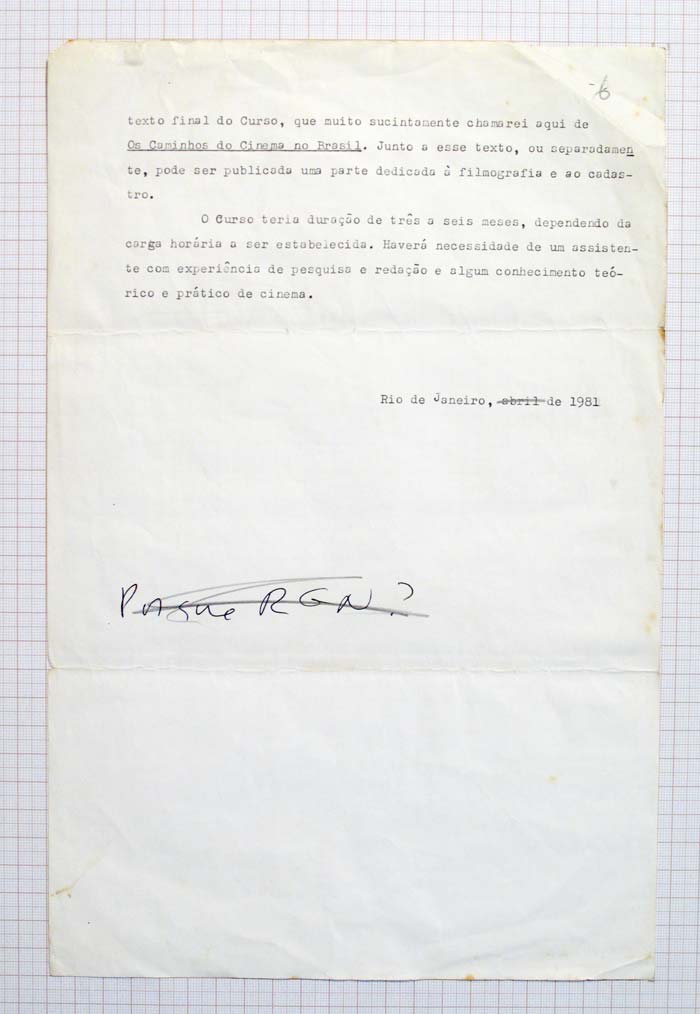 6
texto final do Curso, que muito sucintamente chamarei aqui de
Os Caminhos do Cinema no Brasil. Junto a esse texto, ou separadamen
te, pode ser publicada uma parte dedicada à filmografia e ao cadas-
tro.
O Curso teria duração de três a seis meses, dependendo da
carga horária a ser estabelecida. Haverá necessidade de um assisten-
te com experiência de pesquisa e redação e algum conhecimento teó-
rico e prático de cinema.
Rio de Janeiro, abril de 1981
Porque RGN?